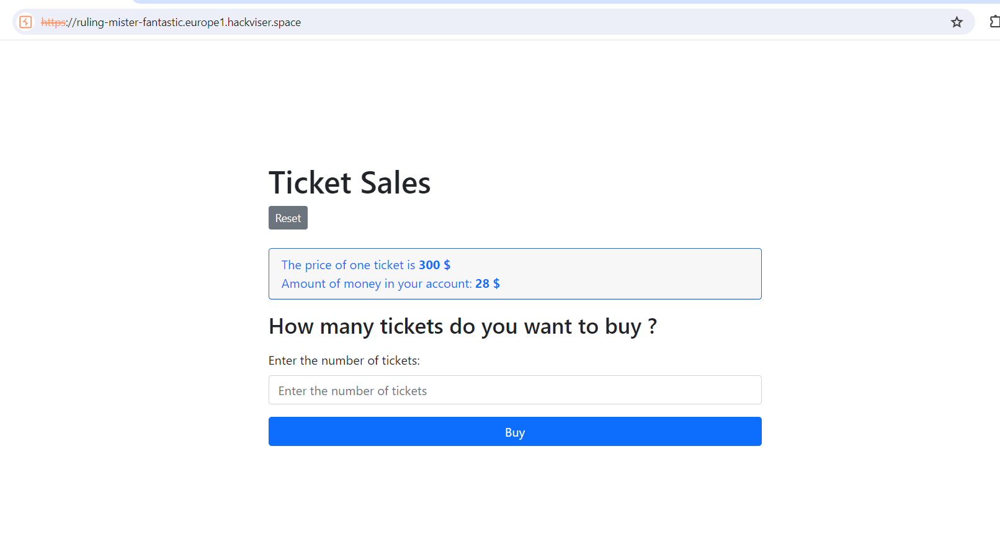 https://ruling-mister-fantastic.europe1.hackviser.space
Ticket Sales
Reset
The price of one ticket is 300 $
Amount of money in your account: 28 $
How many tickets do you want to buy ?
Enter the number of tickets:
Enter the number of tickets
Buy